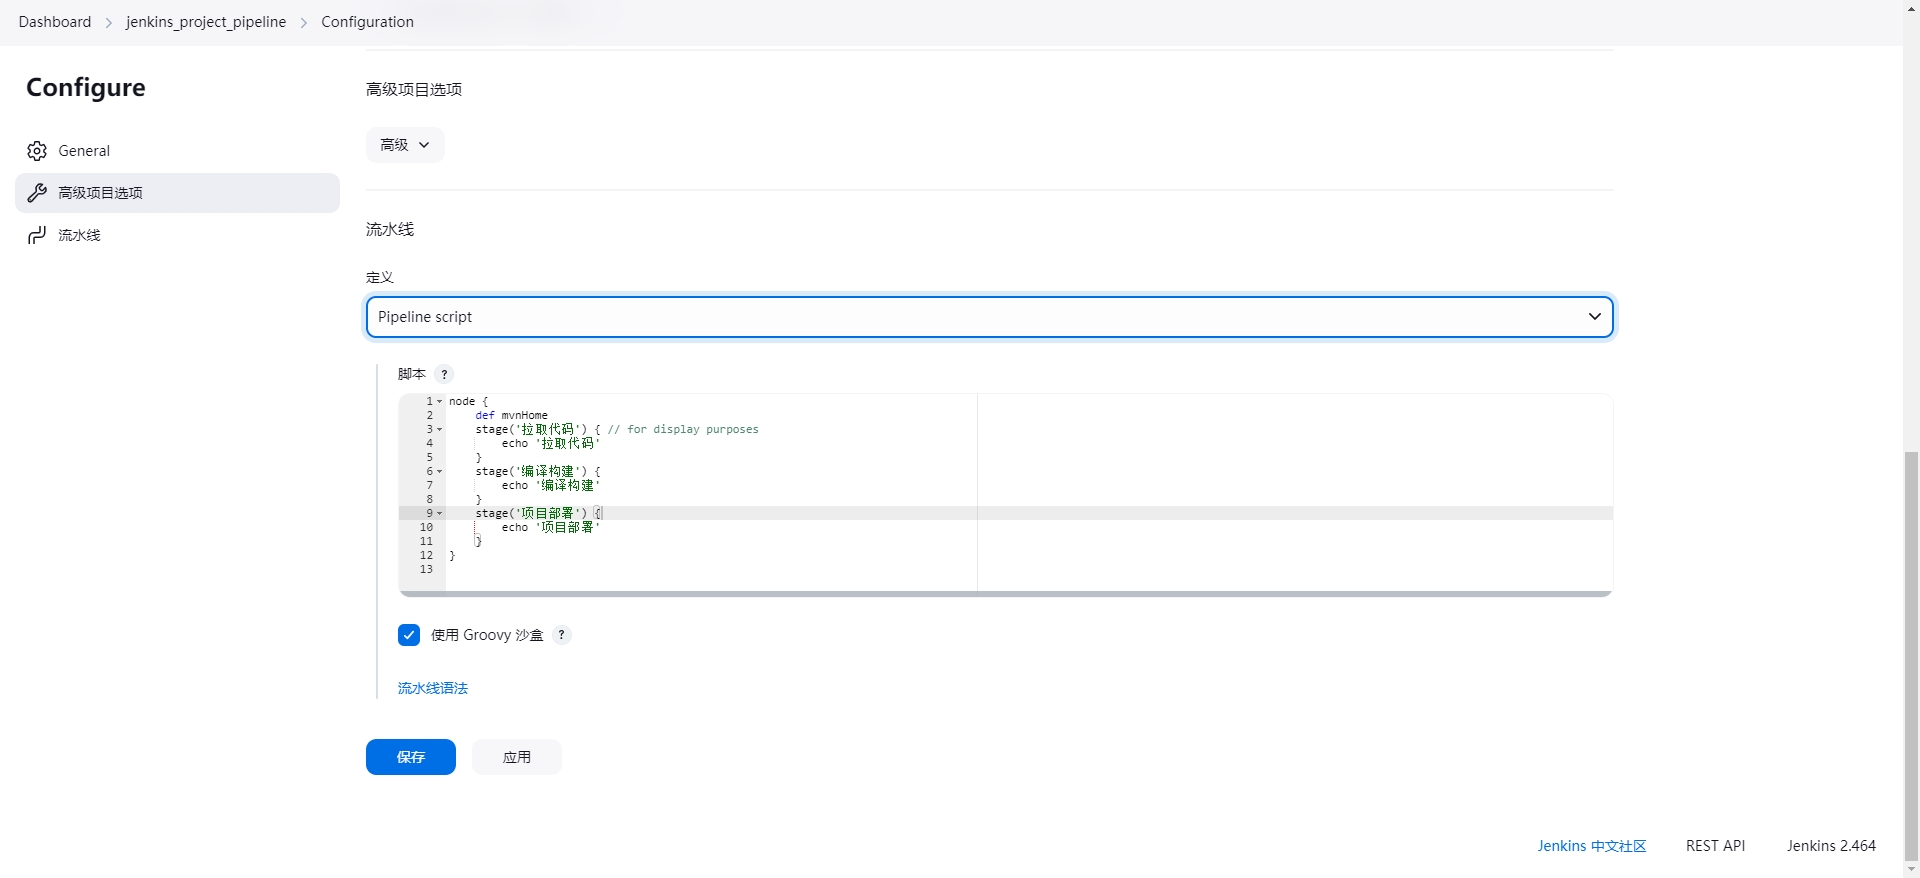 Dashboard > jenkins_project_pipeline > Configuration
Configure
General
高级项目选项
流水线
高级项目选项
高级
流水线
定义
Pipeline script
脚本 ?
1 node {
2     def mvnHome
3     stage('拉取代码') { // for display purposes
4         echo '拉取代码'
5     }
6     stage('编译构建') {
7         echo '编译构建'
8     }
9     stage('项目部署') {
10         echo '项目部署'
11     }
12 }
13
使用 Groovy 沙盒 ?
流水线语法
保存 应用
Jenkins 中文社区 REST API Jenkins 2.464